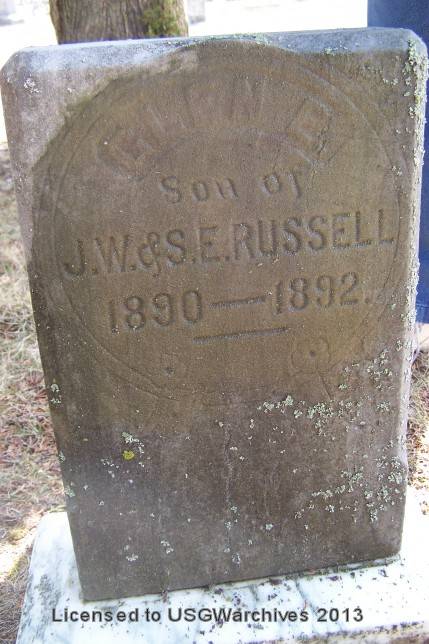 Son of
J.W.&S.E.RUSSELL
1890—1892.
Licensed to USGWarchives 2013